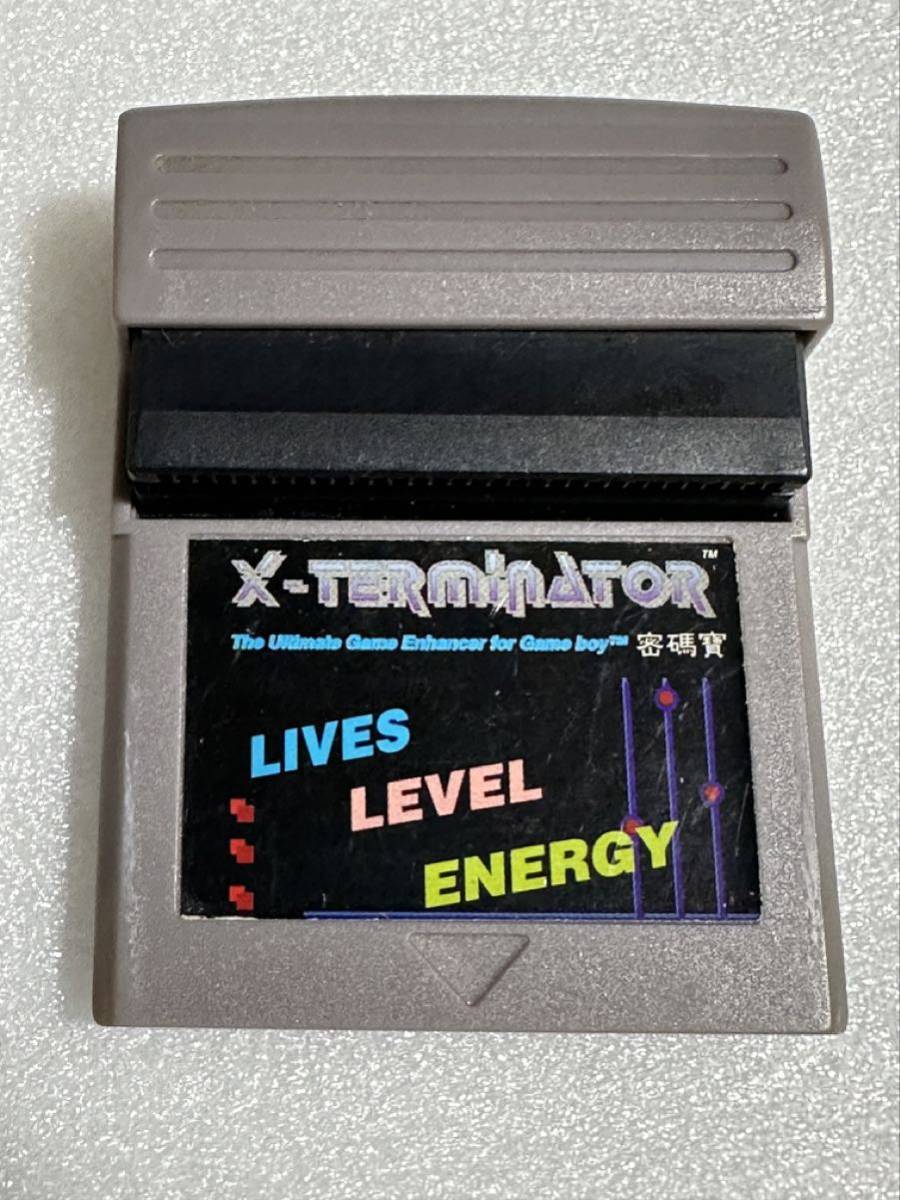 X-TERMINATOR™
The Ultimate Game Enhancer for Game boy™ 密碼寶
LIVES
LEVEL
ENERGY